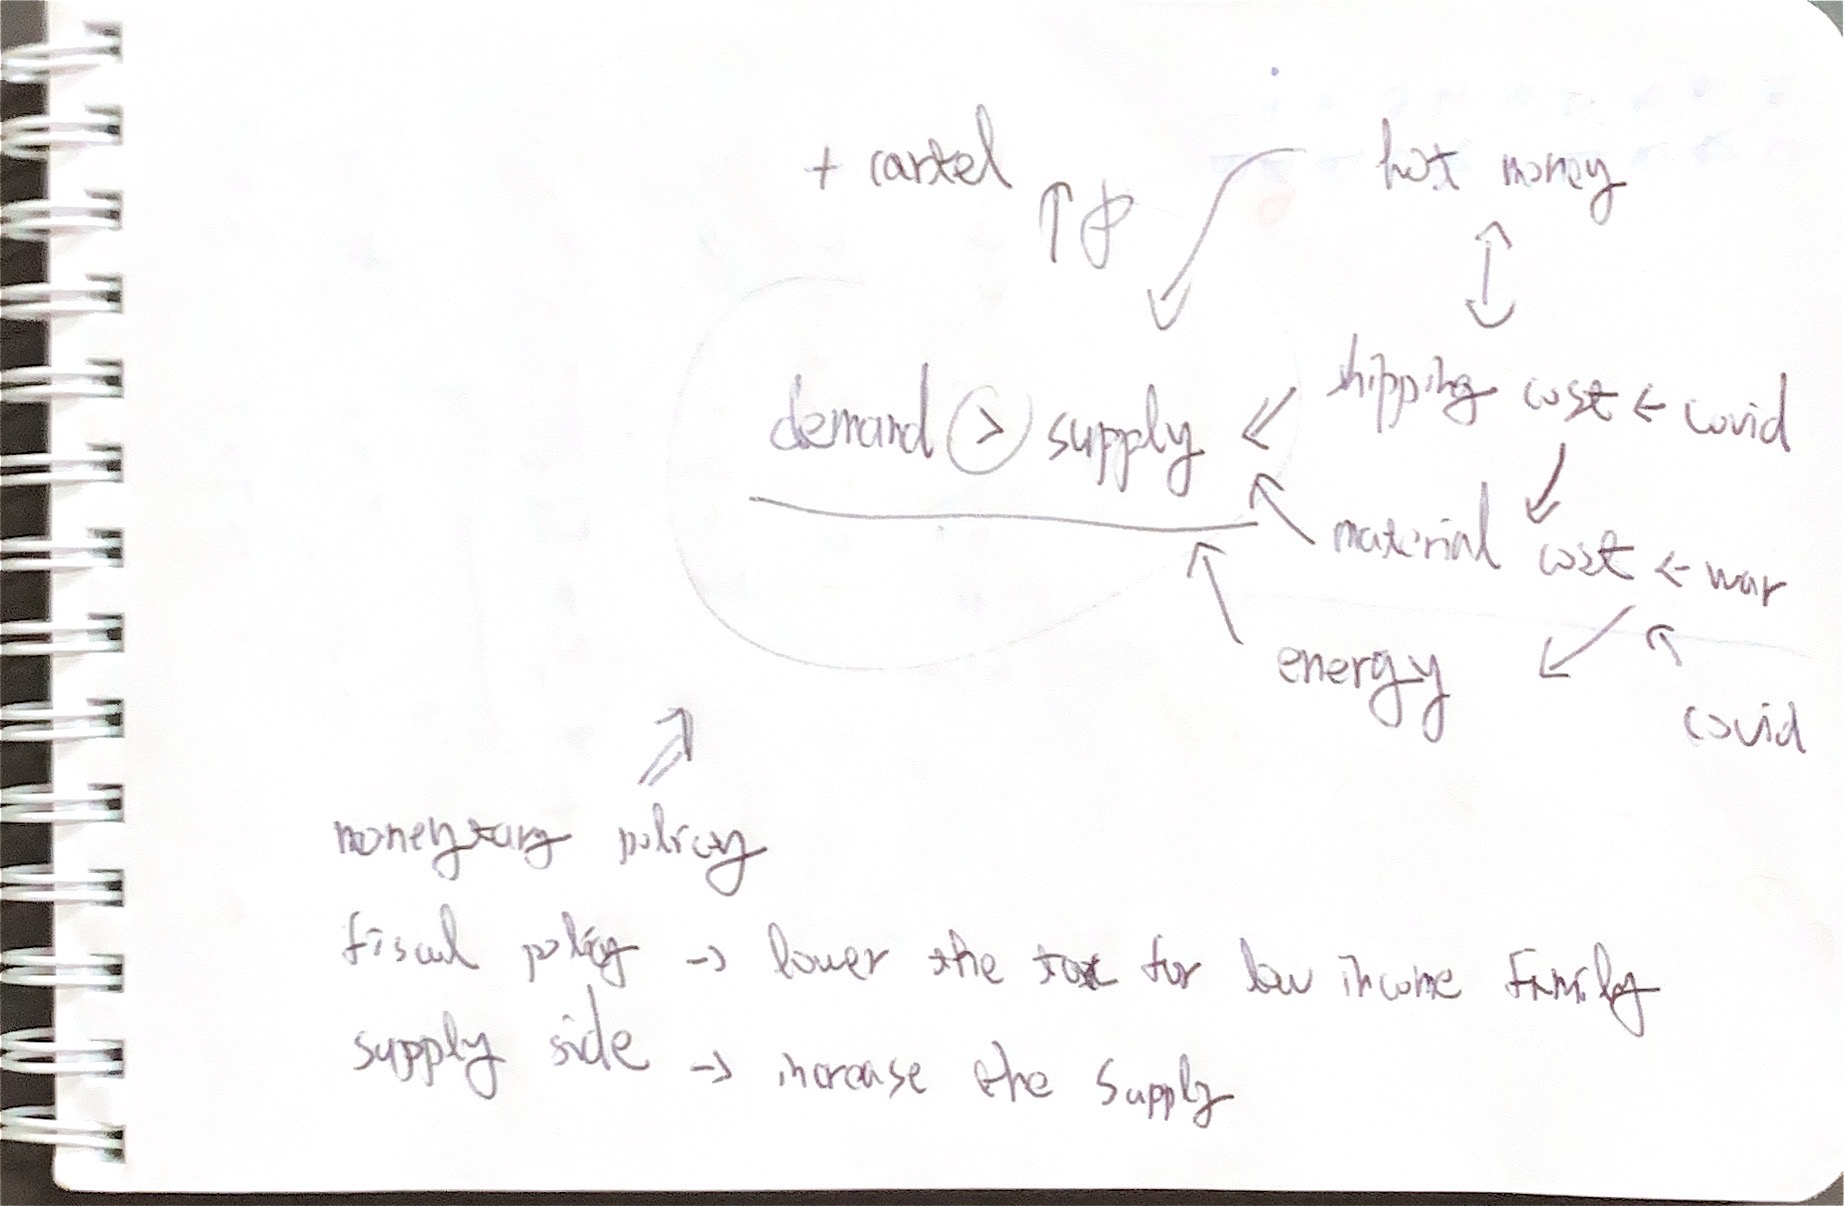 + cartel
↑ p
hot money
demand > supply
shipping cost ← covid
material cost ← war
energy
covid
moneytary policy
fiscal policy → lower the tax for low income Family
supply side → increase the supply